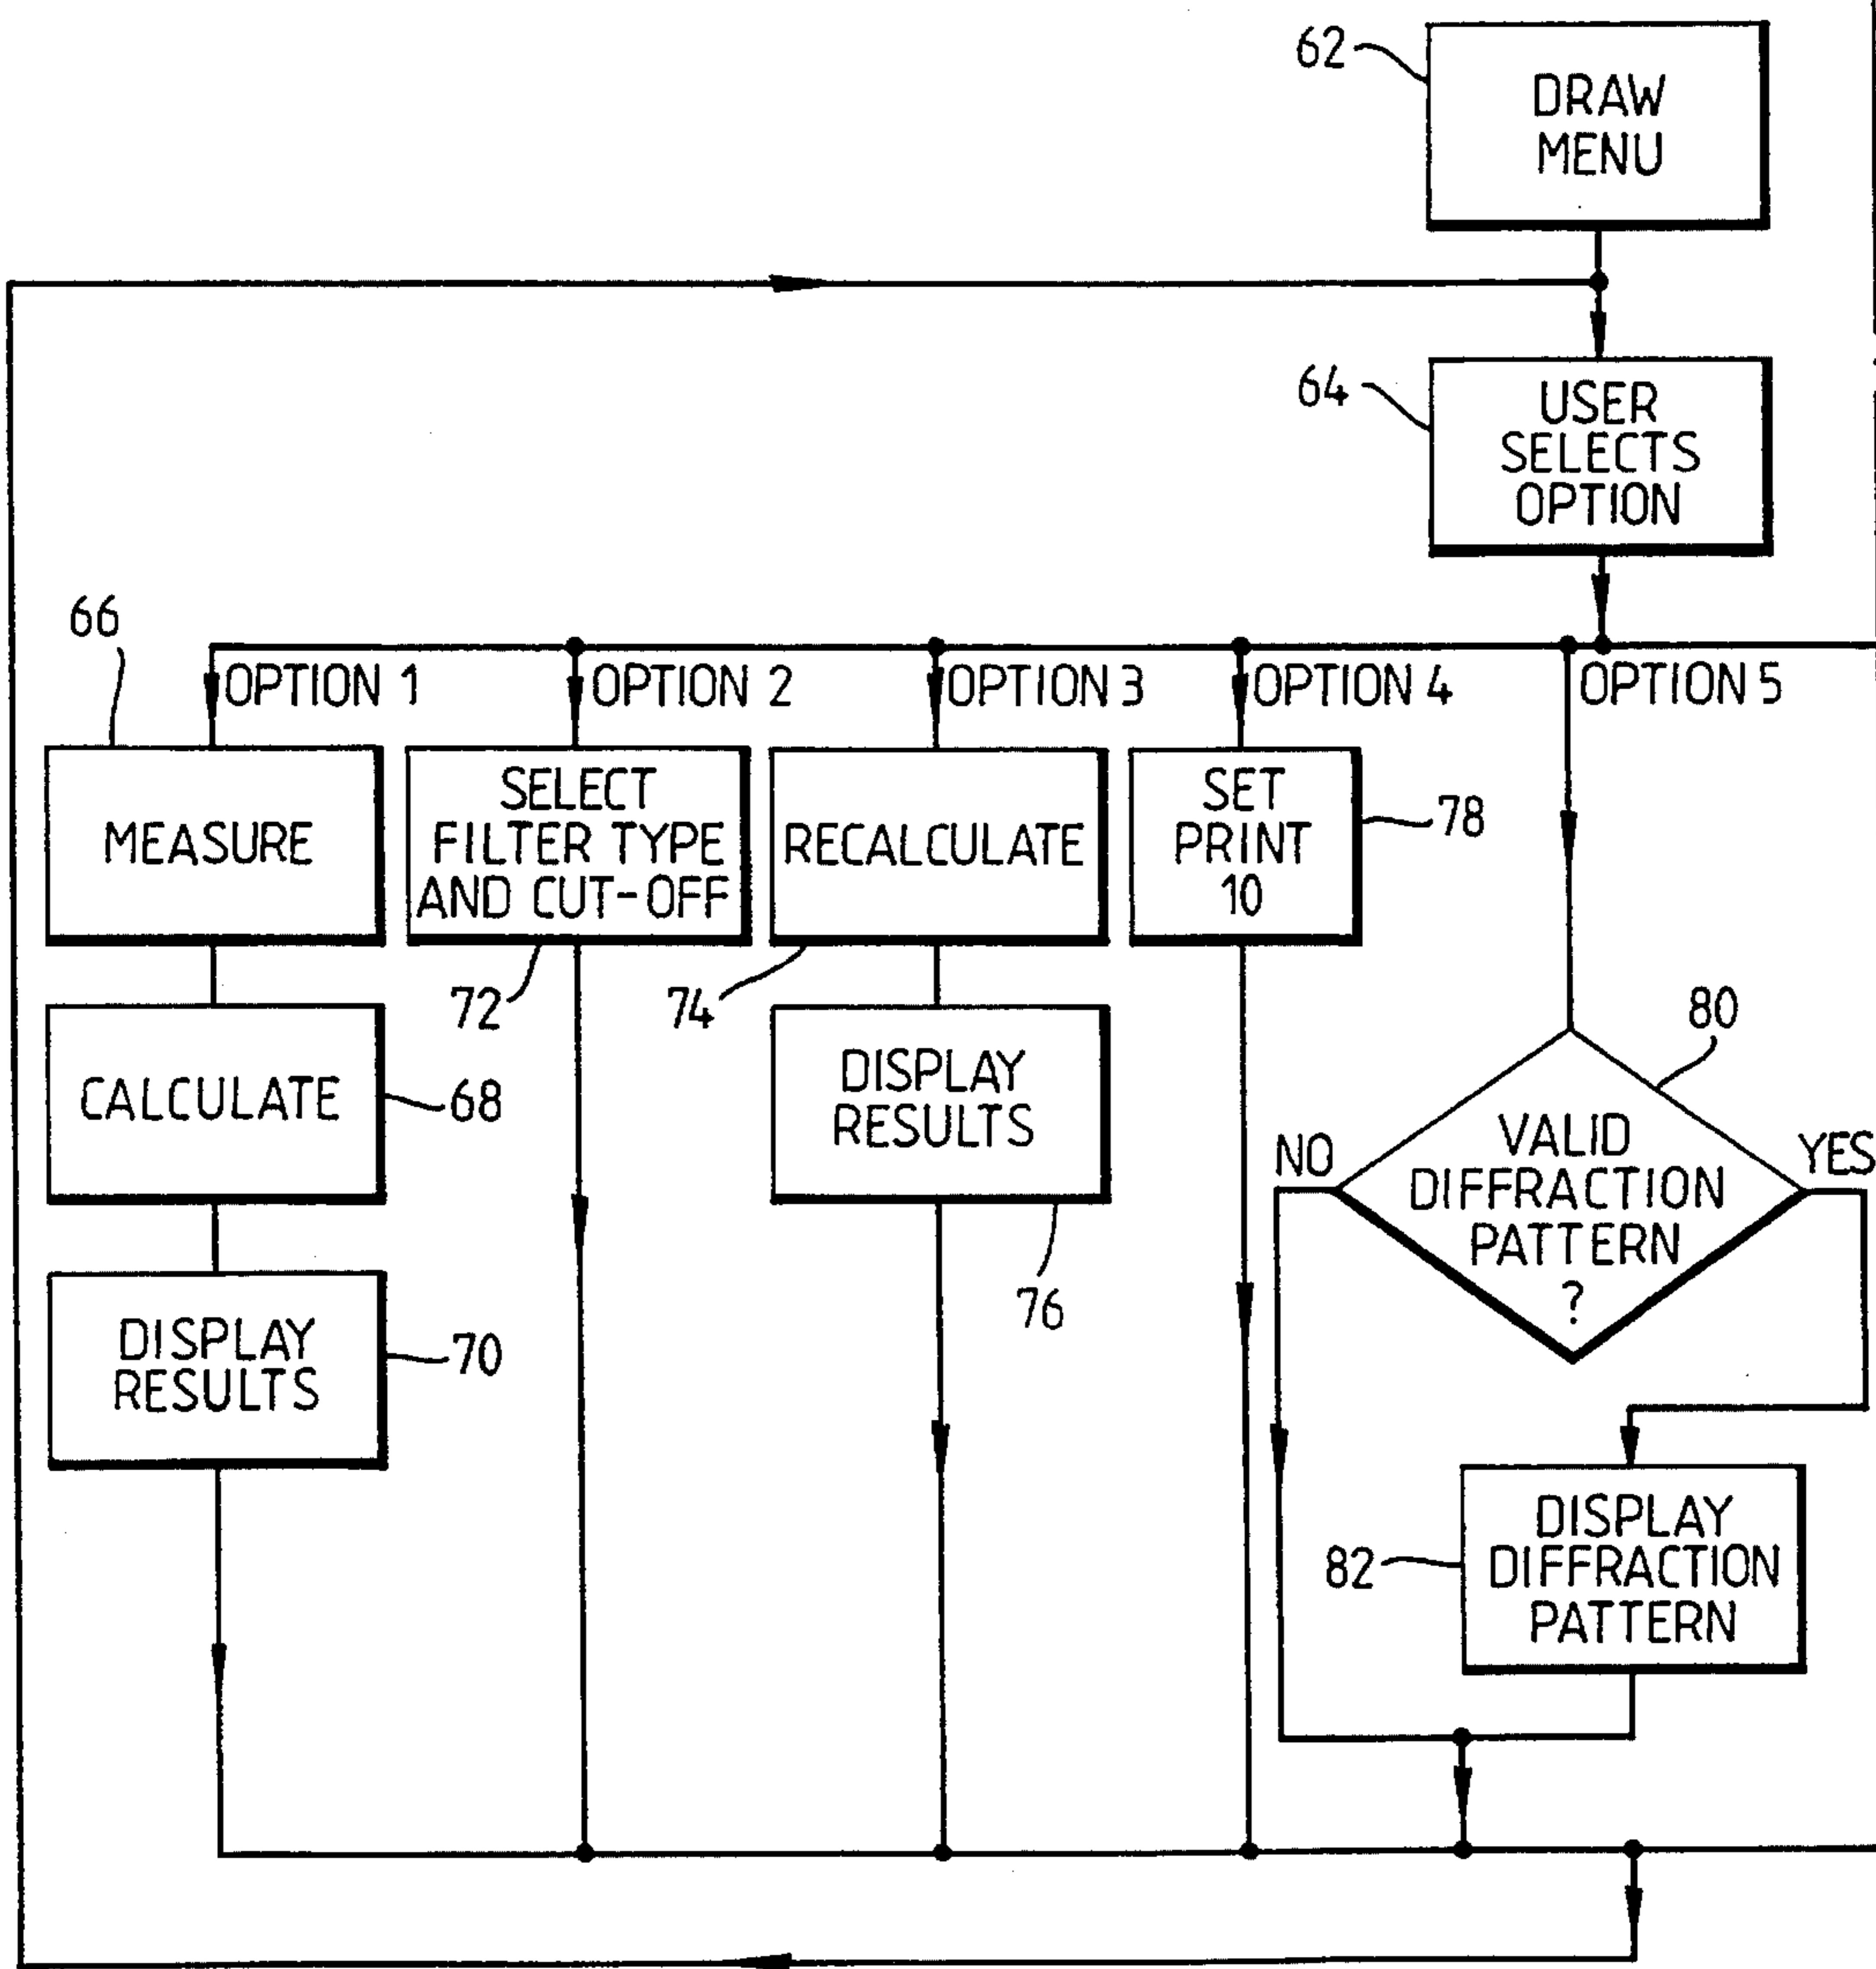 62
DRAW
MENU
64
USER
SELECTS
OPTION
66
OPTION 1
OPTION 2
OPTION 3
OPTION 4
OPTION 5
MEASURE
SELECT
FILTER TYPE
AND CUT-OFF
RECALCULATE
SET
PRINT
10
78
72
74
80
CALCULATE
68
DISPLAY
RESULTS
76
NO
VALID
DIFFRACTION
PATTERN
?
YES
DISPLAY
RESULTS
70
82
DISPLAY
DIFFRACTION
PATTERN